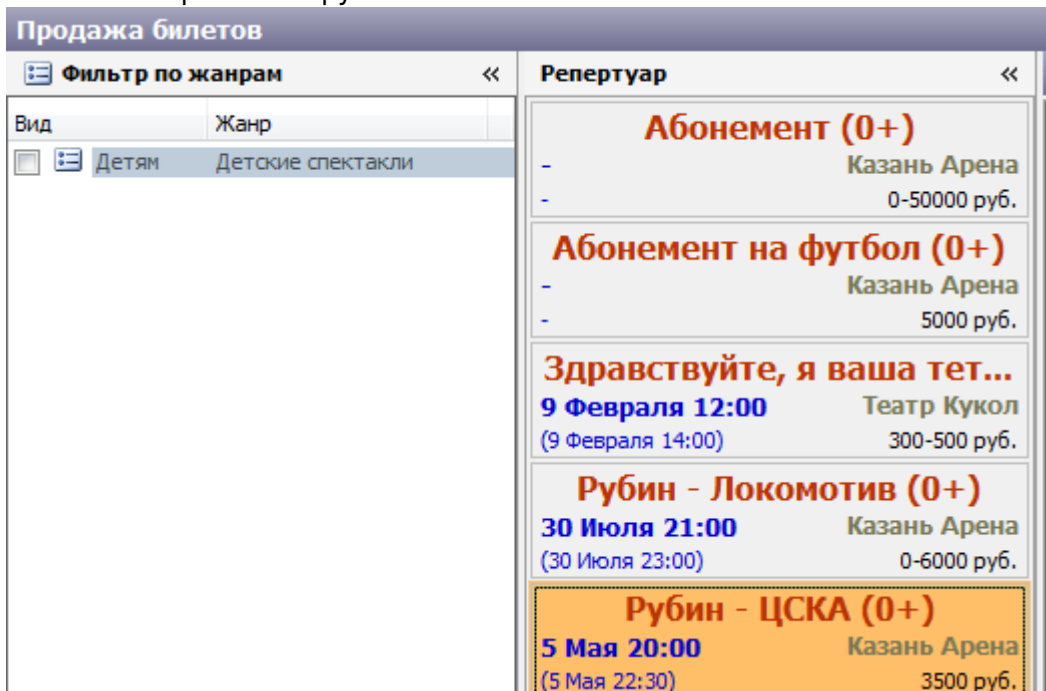 Продажа билетов
Фильтр по жанрам «
Вид Жанр
Детям Детские спектакли
Репертуар «
Абонемент (0+)
- Казань Арена
- 0-50000 руб.
Абонемент на футбол (0+)
- Казань Арена
- 5000 руб.
Здравствуйте, я ваша тет...
9 Февраля 12:00 Театр Кукол
(9 Февраля 14:00) 300-500 руб.
Рубин - Локомотив (0+)
30 Июля 21:00 Казань Арена
(30 Июля 23:00) 0-6000 руб.
Рубин - ЦСКА (0+)
5 Мая 20:00 Казань Арена
(5 Мая 22:30) 3500 руб.